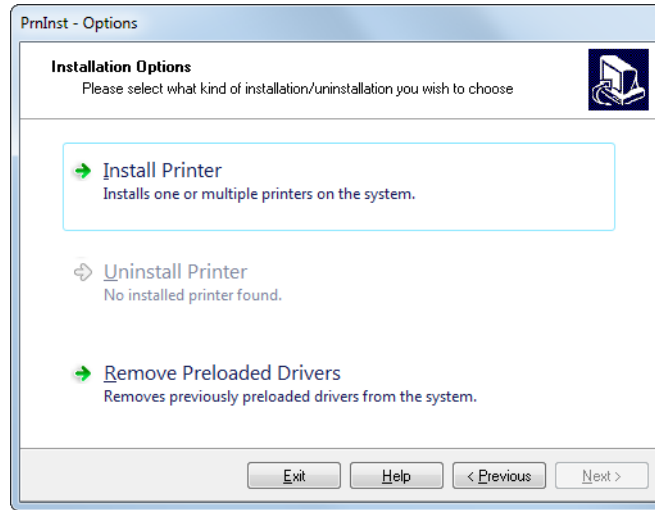 PrnInst - Options
Installation Options
Please select what kind of installation/uninstallation you wish to choose
Install Printer
Installs one or multiple printers on the system.
Uninstall Printer
No installed printer found.
Remove Preloaded Drivers
Removes previously preloaded drivers from the system.
Exit Help < Previous Next >